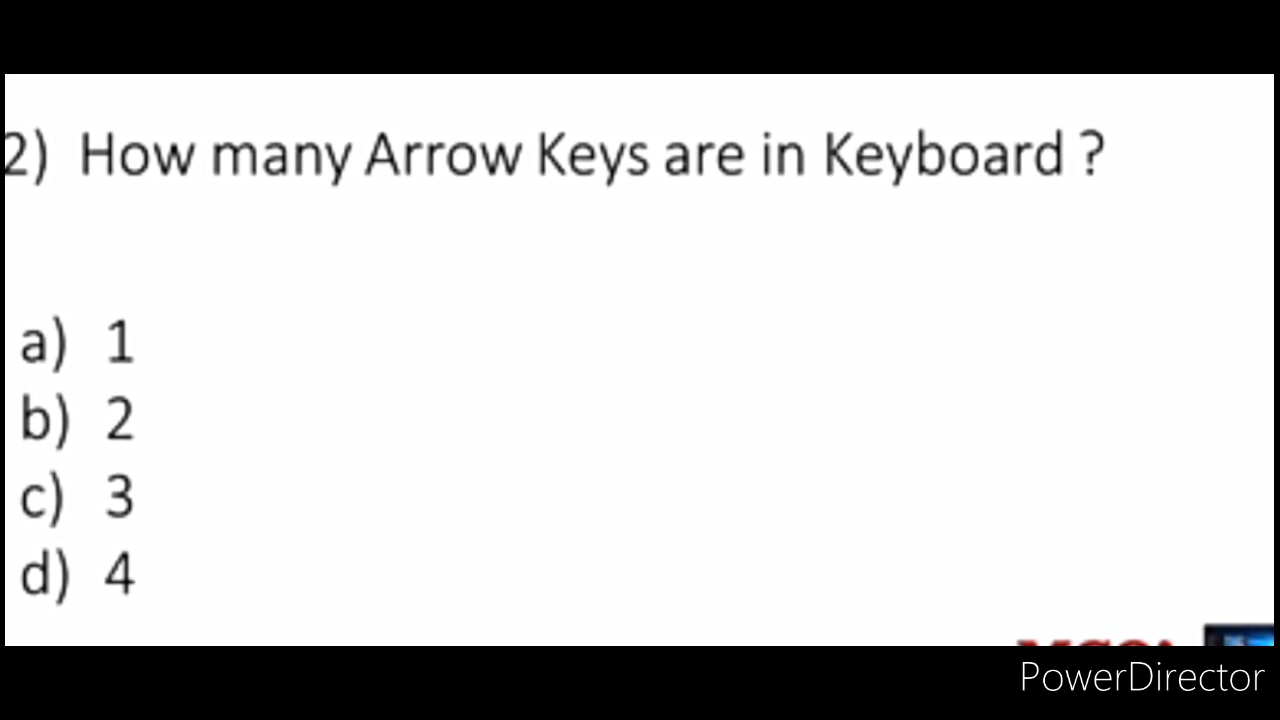 2) How many Arrow Keys are in Keyboard ?
a) 1
b) 2
c) 3
d) 4
PowerDirector